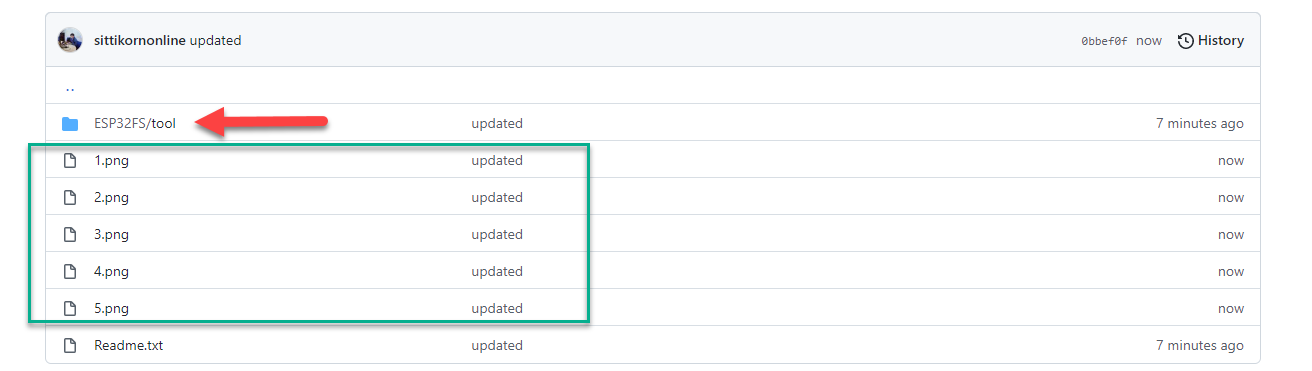 sittikornonline updated 0bbef0f now History
..
ESP32FS/tool updated 7 minutes ago
1.png updated now
2.png updated now
3.png updated now
4.png updated now
5.png updated now
Readme.txt updated 7 minutes ago